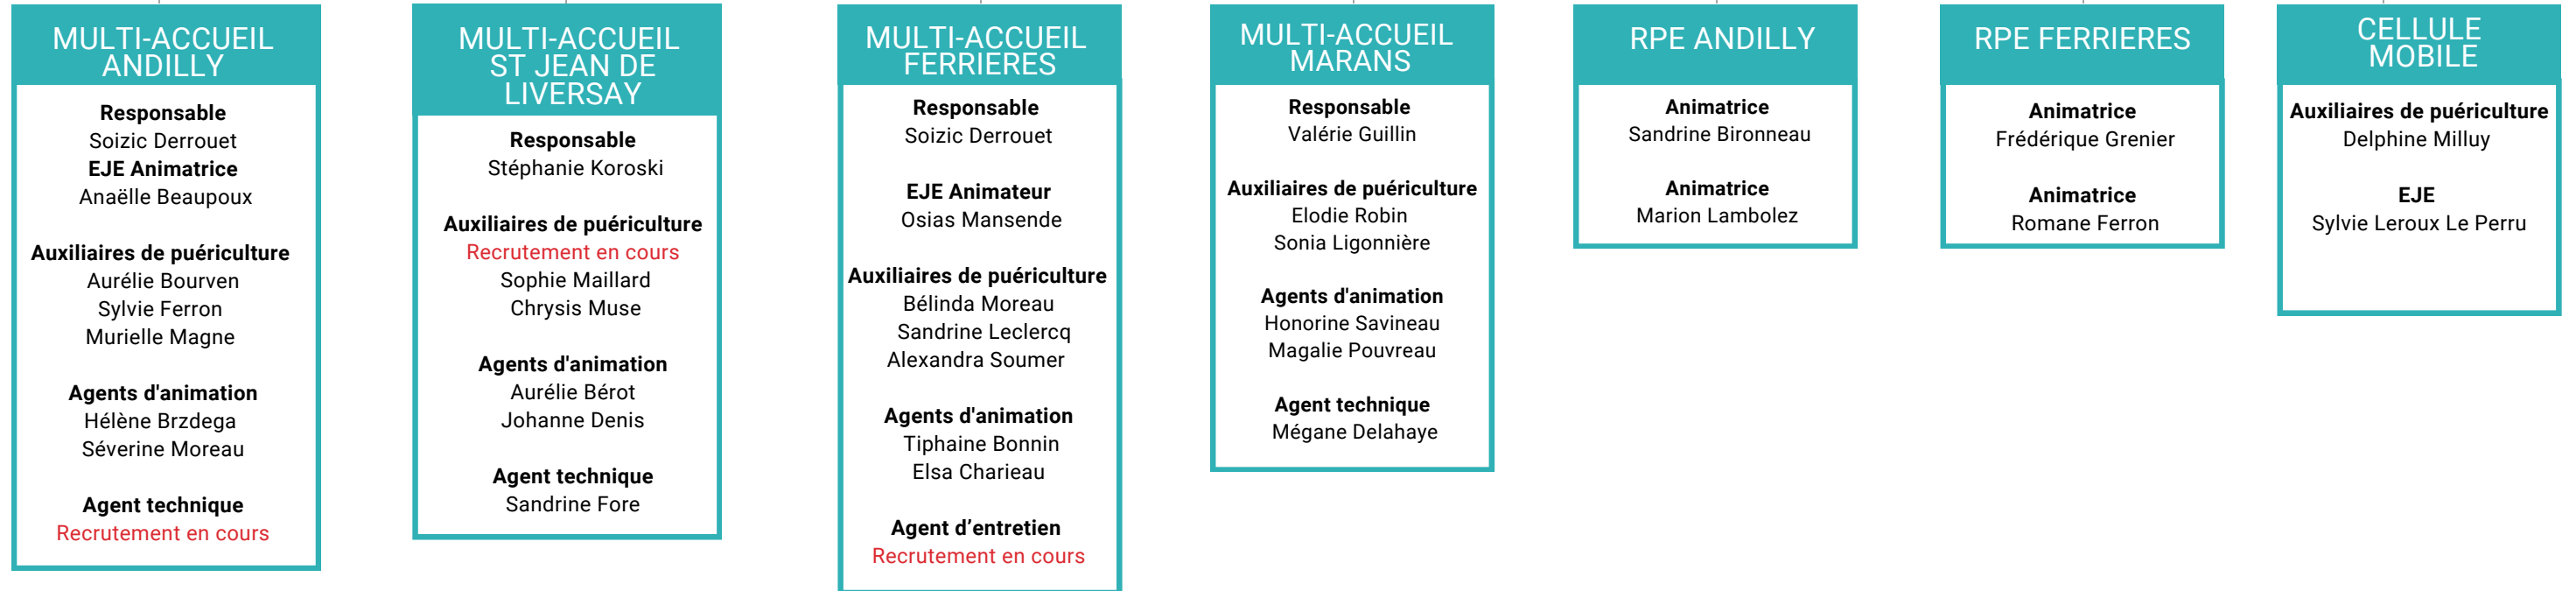 MULTI-ACCUEIL
ANDILLY
Responsable
Soizic Derrouet
EJE Animatrice
Anaëlle Beaupoux
Auxiliaires de puériculture
Aurélie Bourven
Sylvie Ferron
Murielle Magne
Agents d'animation
Hélène Brzdega
Séverine Moreau
Agent technique
Recrutement en cours
MULTI-ACCUEIL
ST JEAN DE
LIVERSAY
Responsable
Stéphanie Koroski
Auxiliaires de puériculture
Recrutement en cours
Sophie Maillard
Chrysis Muse
Agents d'animation
Aurélie Bérot
Johanne Denis
Agent technique
Sandrine Fore
MULTI-ACCUEIL
FERRIERES
Responsable
Soizic Derrouet
EJE Animateur
Osias Mansende
Auxiliaires de puériculture
Bélinda Moreau
Sandrine Leclercq
Alexandra Soumer
Agents d'animation
Tiphaine Bonnin
Elsa Charieau
Agent d’entretien
Recrutement en cours
MULTI-ACCUEIL
MARANS
Responsable
Valérie Guillin
Auxiliaires de puériculture
Elodie Robin
Sonia Ligonnière
Agents d'animation
Honorine Savineau
Magalie Pouvreau
Agent technique
Mégane Delahaye
RPE ANDILLY
Animatrice
Sandrine Bironneau
Animatrice
Marion Lambolez
RPE FERRIERES
Animatrice
Frédérique Grenier
Animatrice
Romane Ferron
CELLULE
MOBILE
Auxiliaires de puériculture
Delphine Milluy
EJE
Sylvie Leroux Le Perru